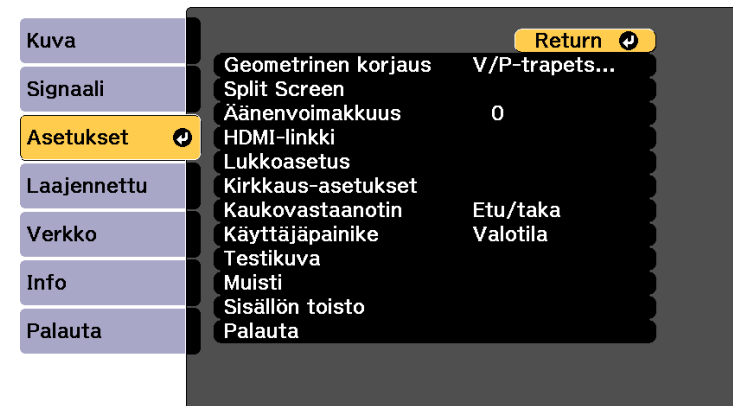 Kuva
Signaali
Asetukset
Laajennettu
Verkko
Info
Palauta
Return
Geometrinen korjaus V/P-trapets...
Split Screen
Äänenvoimakkuus 0
HDMI-linkki
Lukkoasetus
Kirkkaus-asetukset
Kaukovastaanotin Etu/taka
Käyttäjäpainike Valotila
Testikuva
Muisti
Sisällön toisto
Palauta